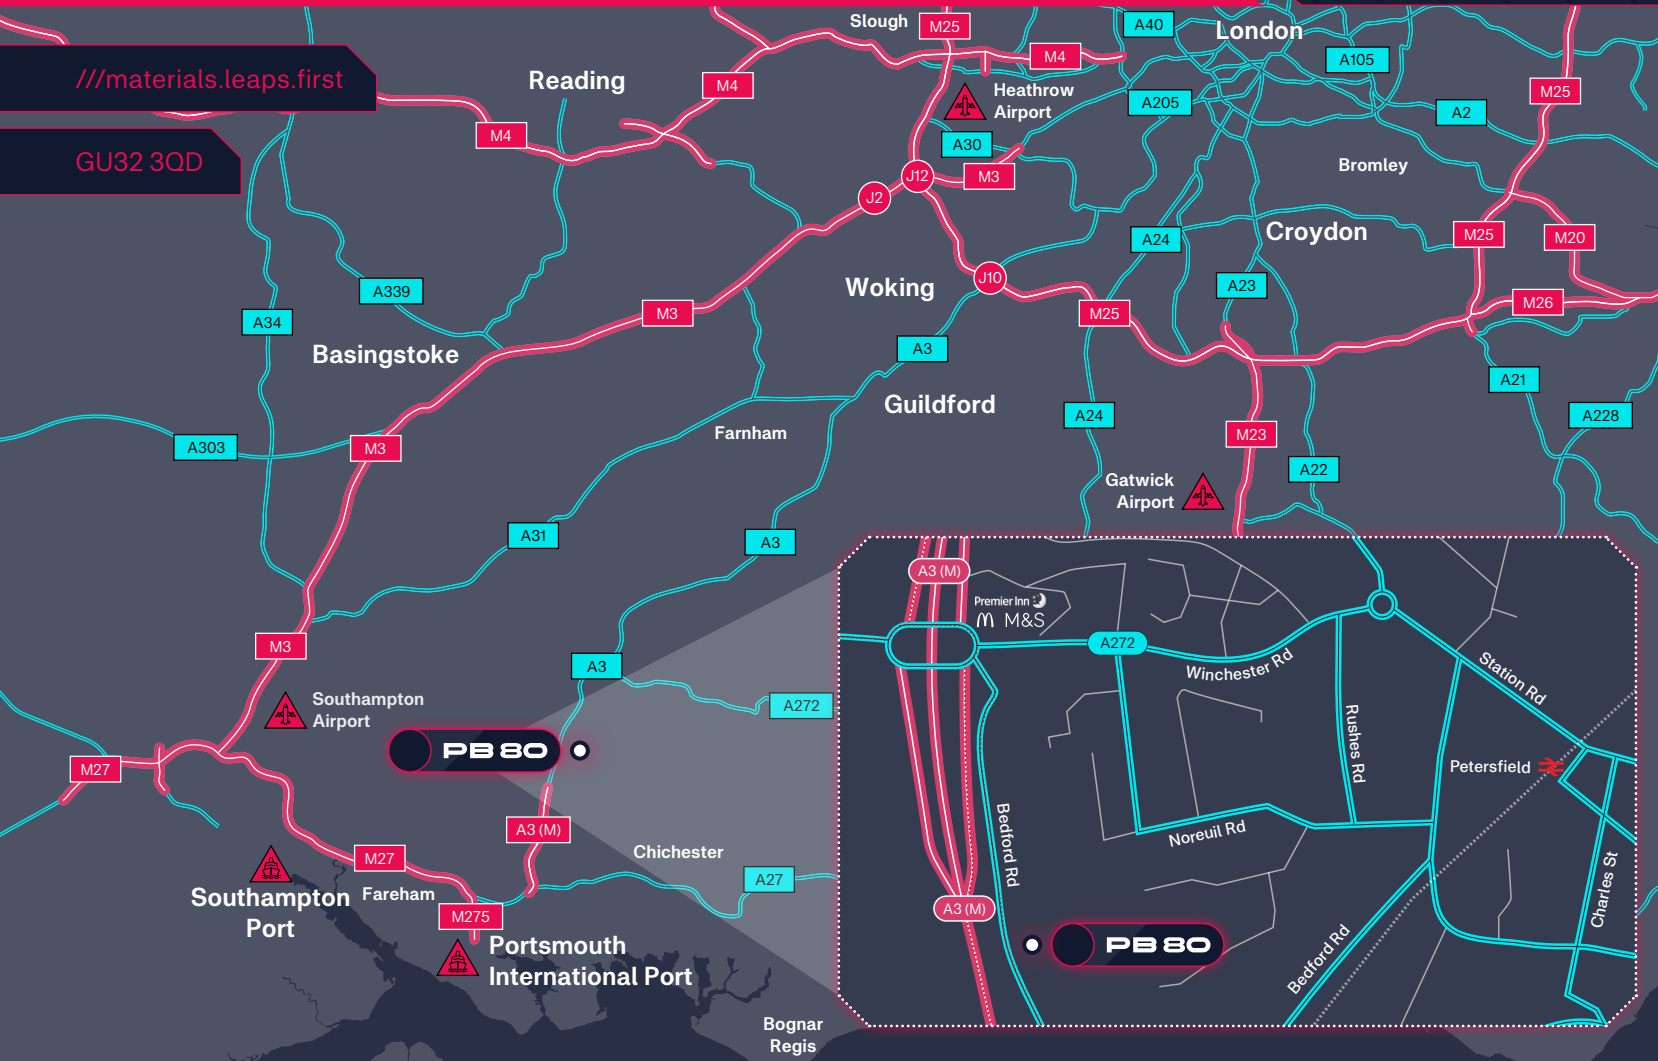 Slough
M25
A40
London
A105
M4
M4
Reading
///materials.leaps.first
Heathrow
Airport
A205
M25
A2
M4
A30
GU32 3QD
J12
M3
Bromley
J2
A24
Croydon
M25
M20
J10
Woking
A339
A23
M26
A34
M3
M25
Basingstoke
A3
A21
Guildford
A24
A228
A303
M3
Farnham
M23
A22
Gatwick
Airport
A31
A3
A3 (M)
Premier Inn
M&S
A272
Winchester Rd
Station Rd
M3
A3
Southampton
Airport
A272
Rushes Rd
PB 80
M27
Petersfield
A3 (M)
Bedford Rd
Noreuil Rd
Chichester
M27
A27
Charles St
Fareham
Southampton
Port
M275
A3 (M)
Portsmouth
International Port
PB 80
Bedford Rd
Bognar
Regis